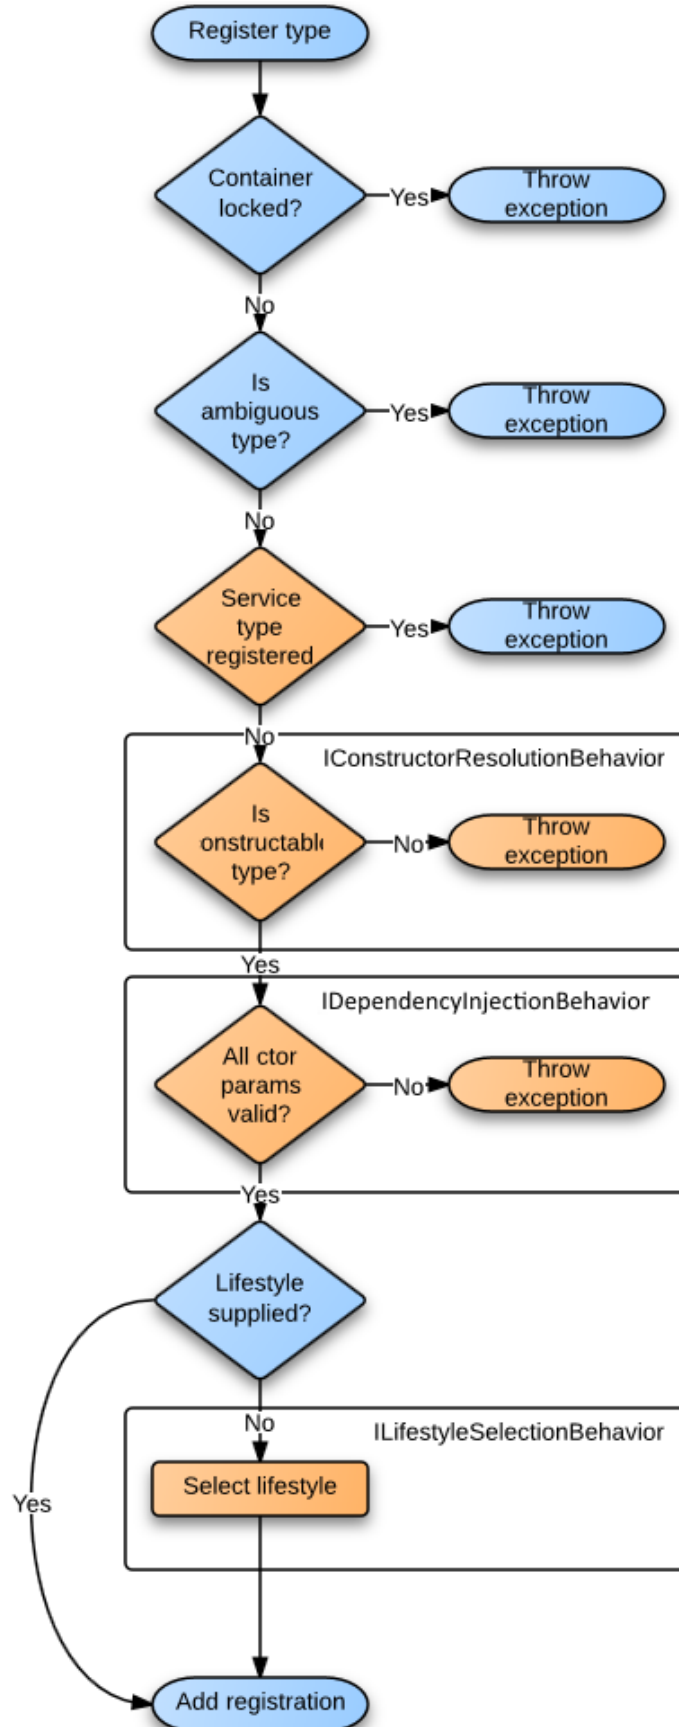 Register type
Container
locked?
Yes
Throw
exception
No
Is
ambiguous
type?
Yes
Throw
exception
No
Service
type
registered
Yes
Throw
exception
No
IConstructorResolutionBehavior
Is
onstructabl
type?
No
Throw
exception
Yes
IDependencyInjectionBehavior
All ctor
params
valid?
No
Throw
exception
Yes
Lifestyle
supplied?
No
ILifestyleSelectionBehavior
Select lifestyle
Yes
Add registration